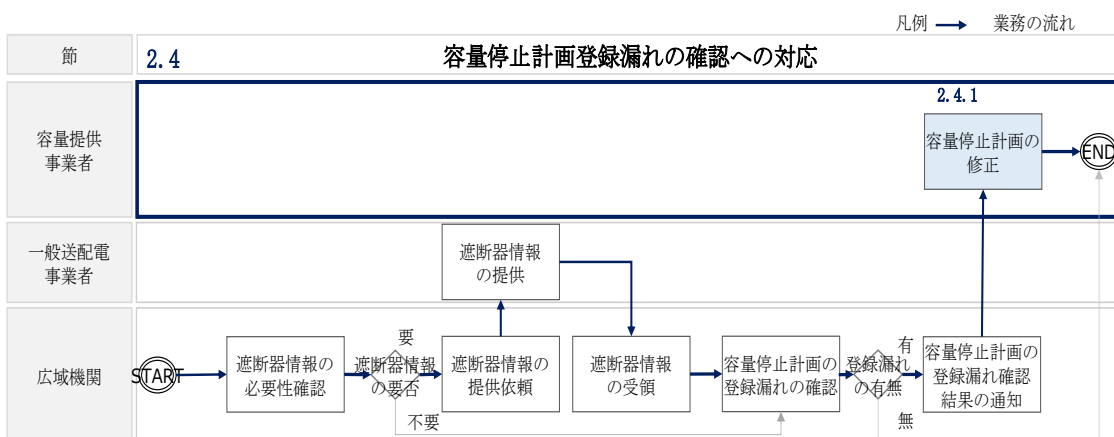 凡例 業務の流れ
節
2.4
容量停止計画登録漏れの確認への対応
容量提供
事業者
2.4.1
容量停止計画の
修正
END
一般送配電
事業者
遮断器情報
の提供
広域機関
START
遮断器情報の
必要性確認
遮断器情報
の要否
要
不要
遮断器情報の
提供依頼
遮断器情報
の受領
容量停止計画の
登録漏れの確認
登録漏れ
の有無
有
無
容量停止計画の
登録漏れ確認
結果の通知